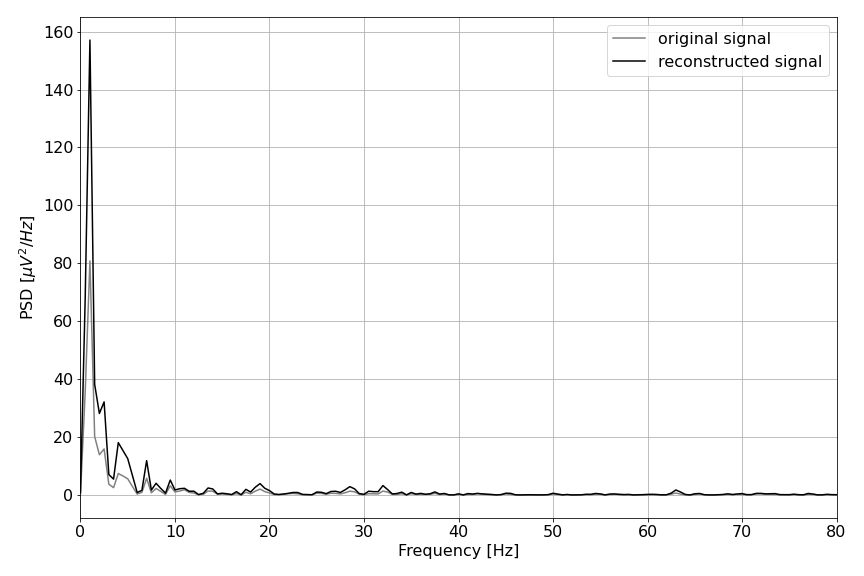 original signal
reconstructed signal
160
140
120
100
80
60
40
20
0
PSD [μV²/Hz]
0 10 20 30 40 50 60 70 80
Frequency [Hz]